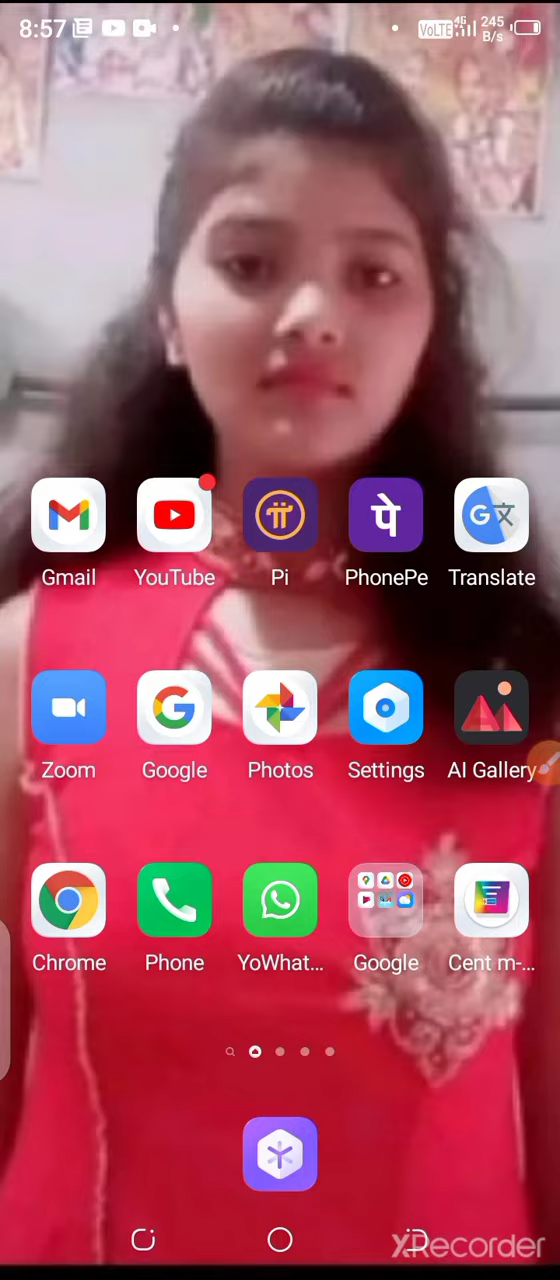 8:57 VoLTE 4G 245 B/s
Gmail YouTube Pi PhonePe Translate
Zoom Google Photos Settings AI Gallery
Chrome Phone YoWhat... Google Cent m-...
XRecorder